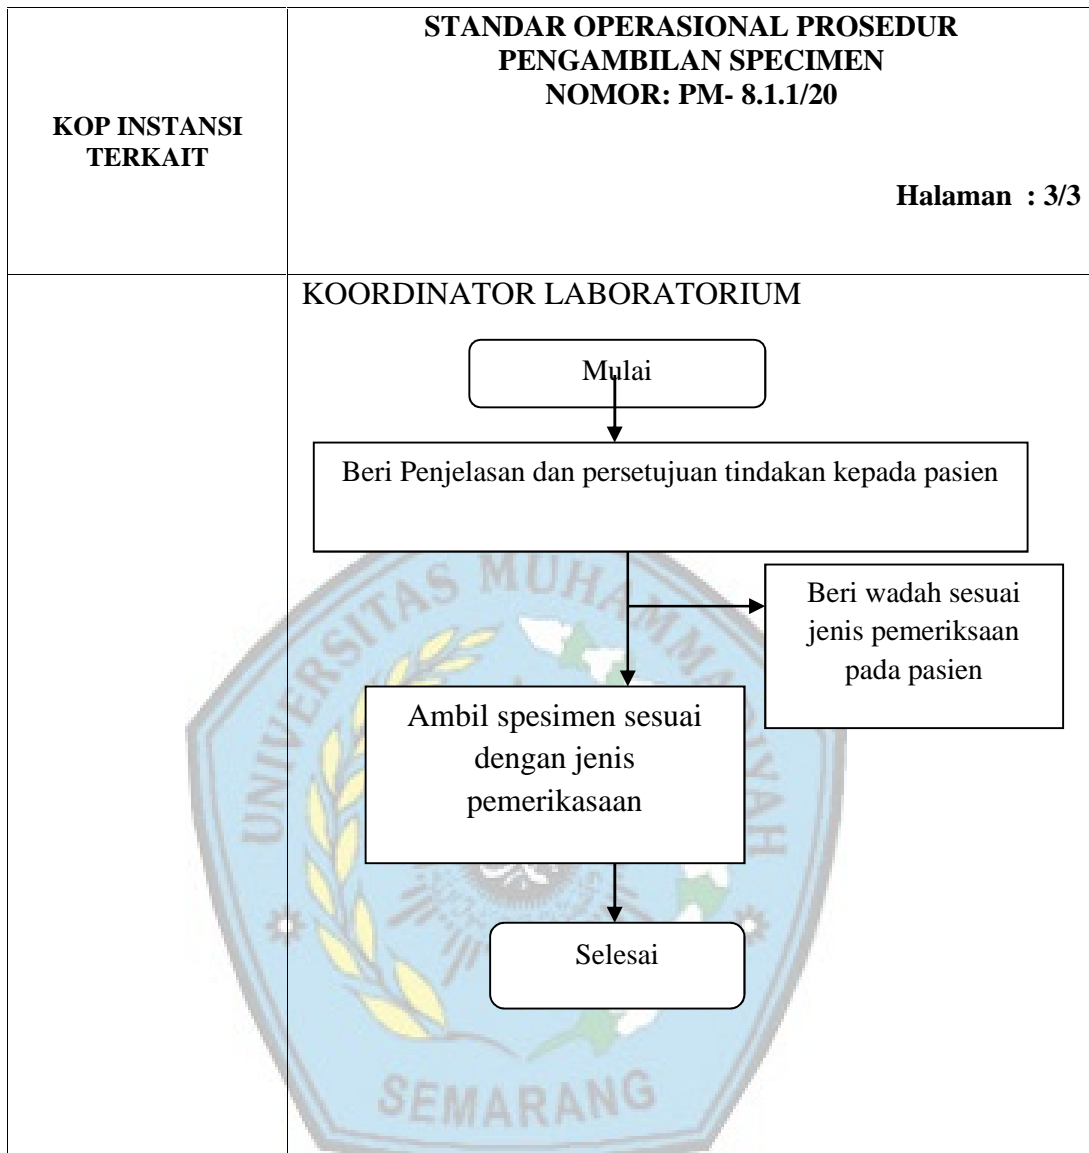 STANDAR OPERASIONAL PROSEDUR
PENGAMBILAN SPECIMEN
NOMOR: PM- 8.1.1/20
KOP INSTANSI
TERKAIT
Halaman : 3/3
KOORDINATOR LABORATORIUM
Mulai
Beri Penjelasan dan persetujuan tindakan kepada pasien
Beri wadah sesuai
jenis pemeriksaan
pada pasien
Ambil spesimen sesuai
dengan jenis
pemerikasaan
Selesai
UNIVERSITAS MUHAMMADIYAH
SEMARANG